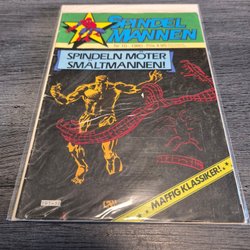 SPINDEL
MANNEN
SPINDELN MÖTER
SMÄLTMANNEN!
MAFFIG KLASSIKER!